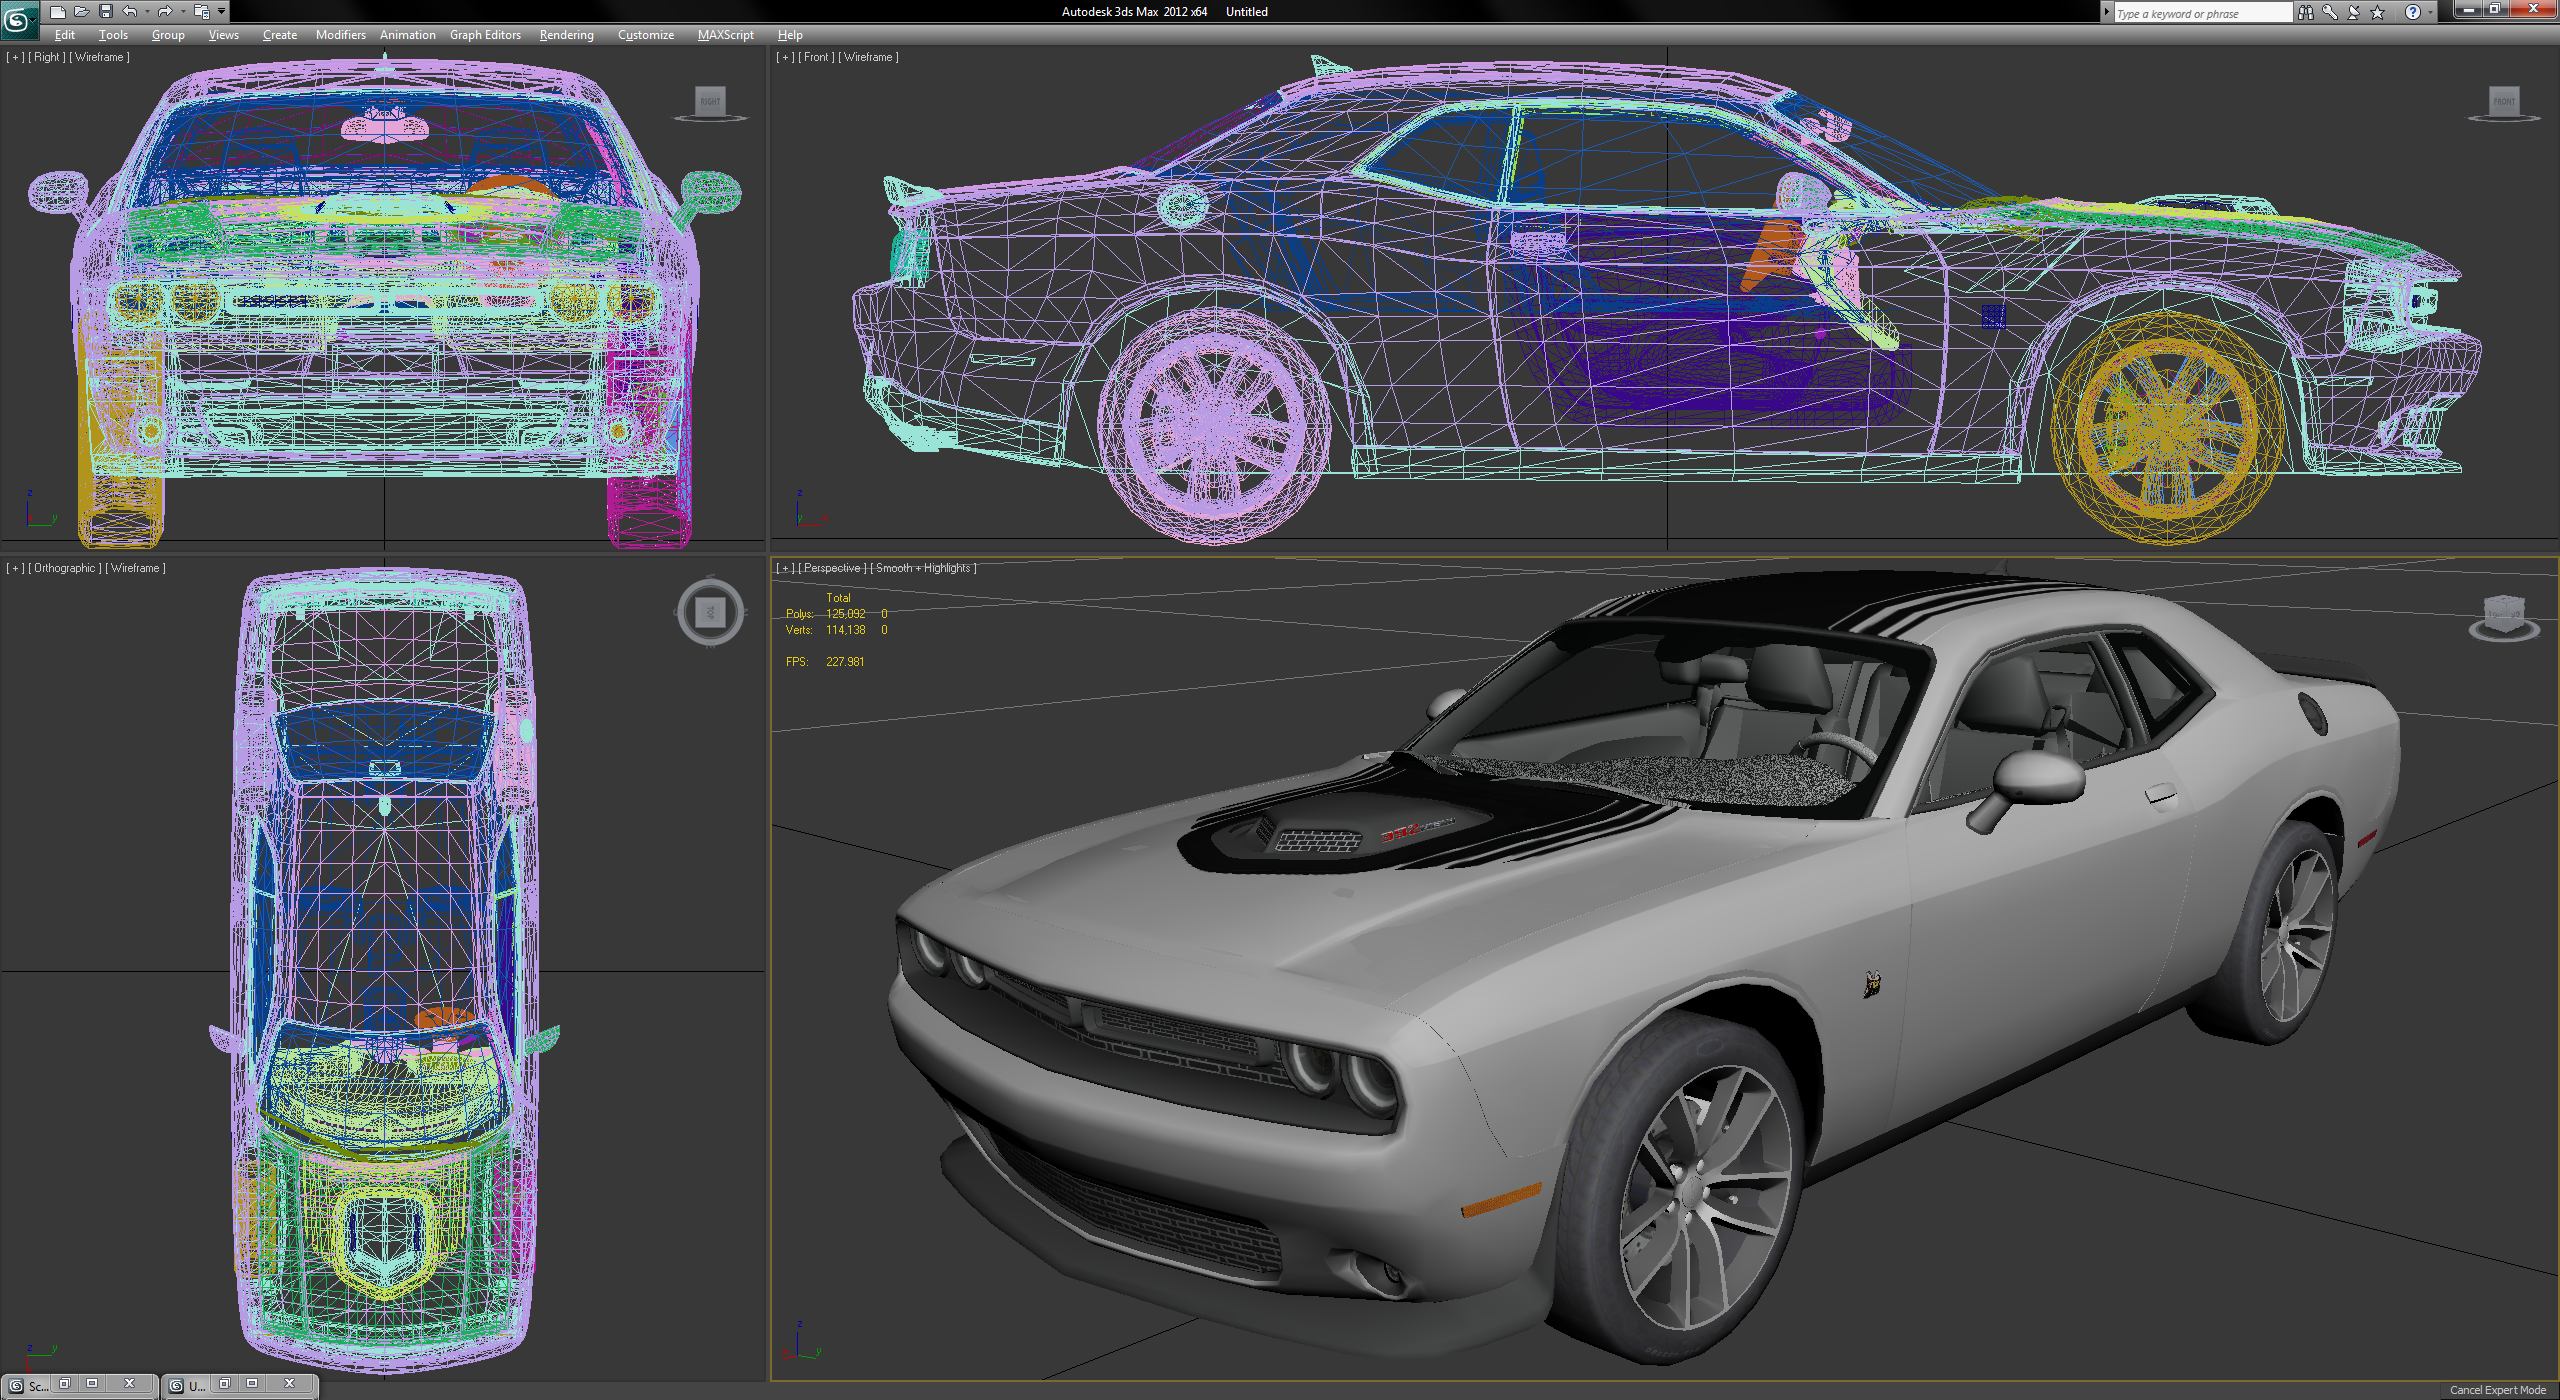 Autodesk 3ds Max 2012 x64 Untitled
Type a keyword or phrase
Edit Tools Group Views Create Modifiers Animation Graph Editors Rendering Customize MAXScript Help
[ + ] [ Right ] [ Wireframe ]
RIGHT
z
y
[ + ] [ Front ] [ Wireframe ]
FRONT
z
y x
[ + ] [ Orthographic ] [ Wireframe ]
TOP
z y
[ + ] [ Perspective ] [ Smooth + Highlights ]
Total
Polys: 125,092 0
Verts: 114,138 0
FPS: 227.981
392
z
x y
Sc...
U...
Cancel Expert Mode